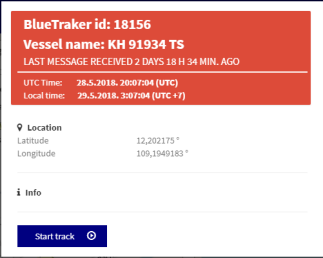 BlueTraker id: 18156
Vessel name: KH 91934 TS
LAST MESSAGE RECEIVED 2 DAYS 18 H 34 MIN. AGO
UTC Time: 28.5.2018. 20:07:04 (UTC)
Local time: 29.5.2018. 3:07:04 (UTC +7)
Location
Latitude 12,202175 °
Longitude 109,1949183 °
Info
Start track